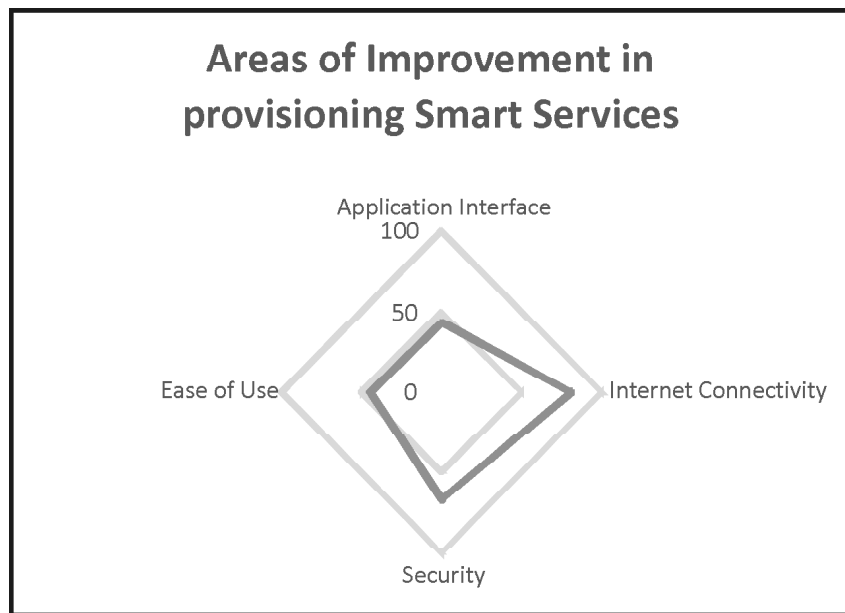 Areas of Improvement in
provisioning Smart Services
Application Interface
100
50
Ease of Use
0
Internet Connectivity
Security